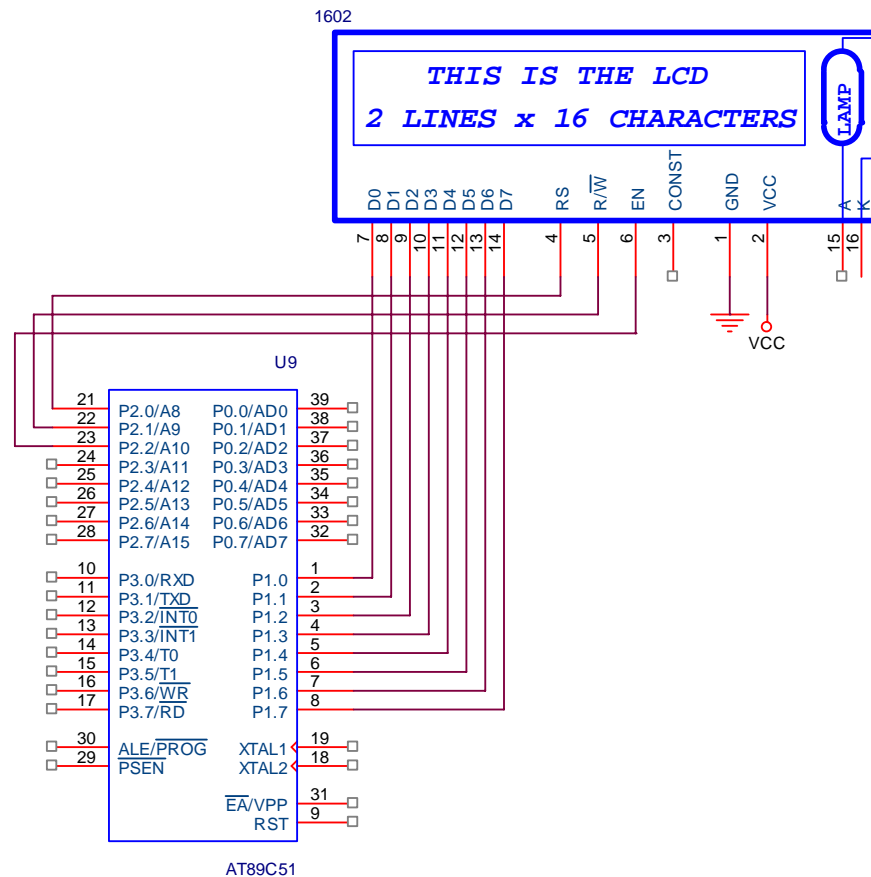 1602
THIS IS THE LCD
2 LINES x 16 CHARACTERS
LAMP
D0 D1 D2 D3 D4 D5 D6 D7 RS R/W EN CONST GND VCC A K
7 8 9 10 11 12 13 14 4 5 6 3 1 2 15 16
VCC
U9
21 P2.0/A8 P0.0/AD0 39
22 P2.1/A9 P0.1/AD1 38
23 P2.2/A10 P0.2/AD2 37
24 P2.3/A11 P0.3/AD3 36
25 P2.4/A12 P0.4/AD4 35
26 P2.5/A13 P0.5/AD5 34
27 P2.6/A14 P0.6/AD6 33
28 P2.7/A15 P0.7/AD7 32
10 P3.0/RXD P1.0 1
11 P3.1/TXD P1.1 2
12 P3.2/INT0 P1.2 3
13 P3.3/INT1 P1.3 4
14 P3.4/T0 P1.4 5
15 P3.5/T1 P1.5 6
16 P3.6/WR P1.6 7
17 P3.7/RD P1.7 8
30 ALE/PROG XTAL1 19
29 PSEN XTAL2 18
EA/VPP 31
RST 9
AT89C51